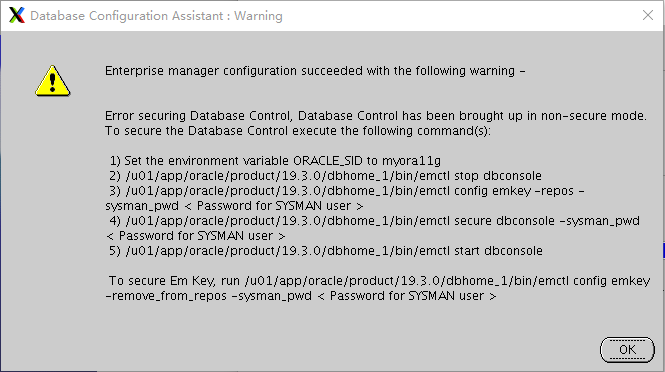 Database Configuration Assistant : Warning
Enterprise manager configuration succeeded with the following warning -
Error securing Database Control, Database Control has been brought up in non-secure mode.
To secure the Database Control execute the following command(s):
1) Set the environment variable ORACLE_SID to myora11g
2) /u01/app/oracle/product/19.3.0/dbhome_1/bin/emctl stop dbconsole
3) /u01/app/oracle/product/19.3.0/dbhome_1/bin/emctl config emkey -repos -
sysman_pwd < Password for SYSMAN user >
4) /u01/app/oracle/product/19.3.0/dbhome_1/bin/emctl secure dbconsole -sysman_pwd
< Password for SYSMAN user >
5) /u01/app/oracle/product/19.3.0/dbhome_1/bin/emctl start dbconsole
To secure Em Key, run /u01/app/oracle/product/19.3.0/dbhome_1/bin/emctl config emkey
-remove_from_repos -sysman_pwd < Password for SYSMAN user >
OK